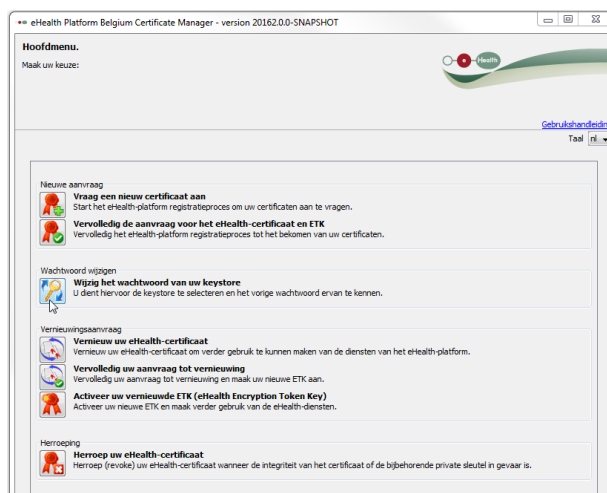 eHealth Platform Belgium Certificate Manager - version 20162.0.0-SNAPSHOT
Hoofdmenu.
Maak uw keuze:
Health
Gebruikshandleidin
Taal nl
Nieuwe aanvraag
Vraag een nieuw certificaat aan
Start het eHealth-platform registratieproces om uw certificaten aan te vragen.
Vervolledig de aanvraag voor het eHealth-certificaat en ETK
Vervolledig het eHealth-platform registratieproces tot het bekomen van uw certificaten.
Wachtwoord wijzigen
Wijzig het wachtwoord van uw keystore
U dient hiervoor de keystore te selecteren en het vorige wachtwoord ervan te kennen.
Vernieuwingsaanvraag
Vernieuw uw eHealth-certificaat
Vernieuw uw eHealth-certificaat om verder gebruik te kunnen maken van de diensten van het eHealth-platform.
Vervolledig uw aanvraag tot vernieuwing
Vervolledig uw aanvraag tot vernieuwing en maak uw nieuwe ETK aan.
Activeer uw vernieuwde ETK (eHealth Encryption Token Key)
Activeer uw nieuwe ETK en maak verder gebruik van de eHealth-diensten.
Herroeping
Herroep uw eHealth-certificaat
Herroep (revoke) uw eHealth-certificaat wanneer de integriteit van het certificaat of de bijbehorende private sleutel in gevaar is.